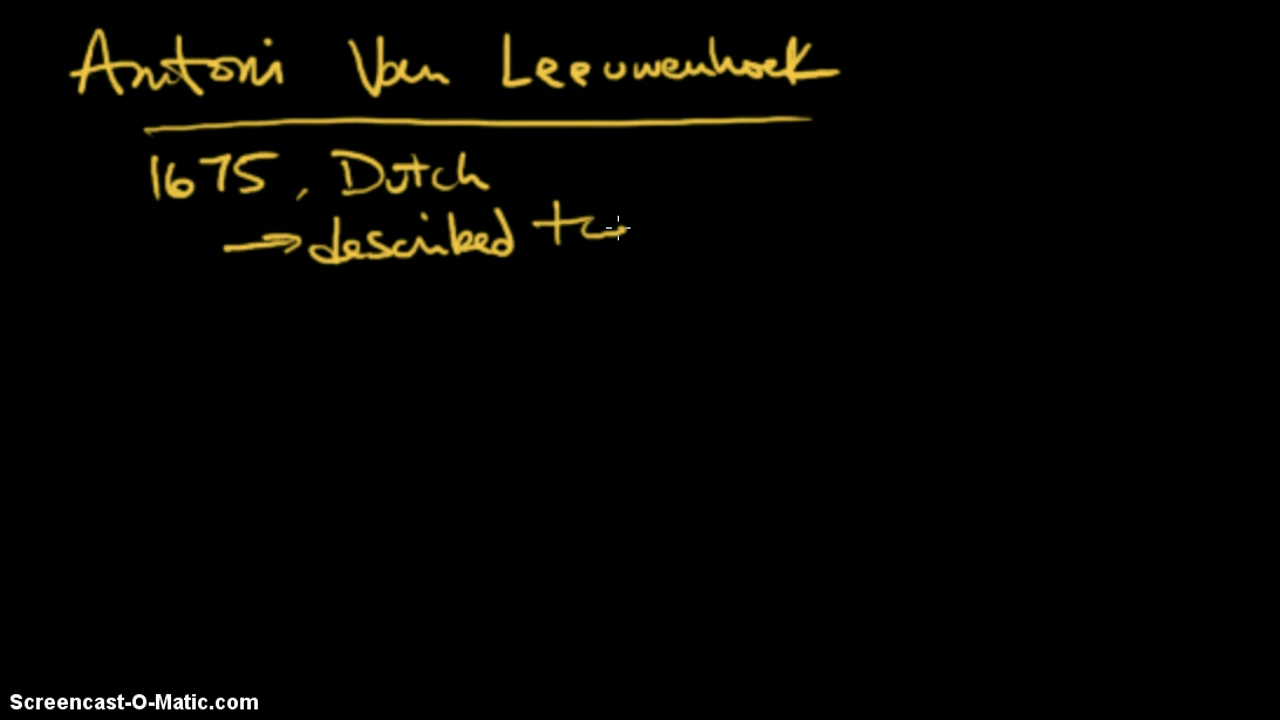 Antoni Van Leeuwenhoek
1675, Dutch
→ described
Screencast-O-Matic.com